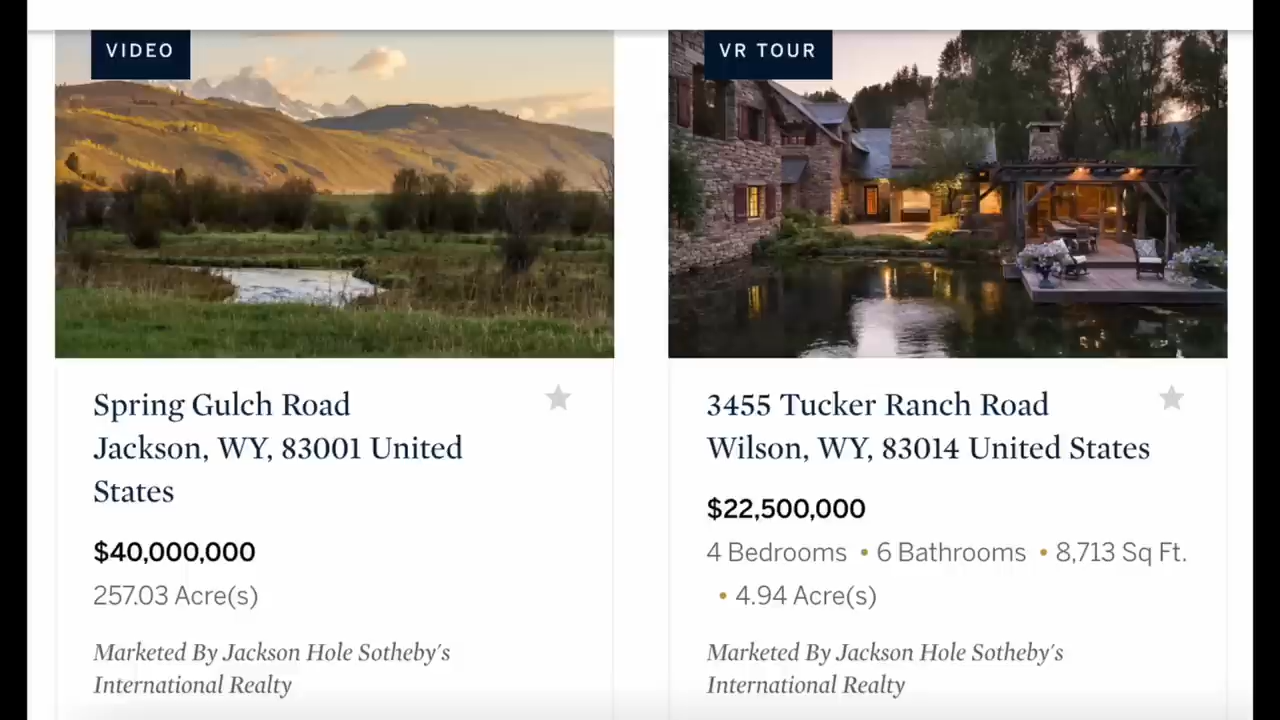 VIDEO
Spring Gulch Road
Jackson, WY, 83001 United
States
$40,000,000
257.03 Acre(s)
Marketed By Jackson Hole Sotheby's
International Realty
VR TOUR
3455 Tucker Ranch Road
Wilson, WY, 83014 United States
$22,500,000
4 Bedrooms • 6 Bathrooms • 8,713 Sq Ft.
• 4.94 Acre(s)
Marketed By Jackson Hole Sotheby's
International Realty